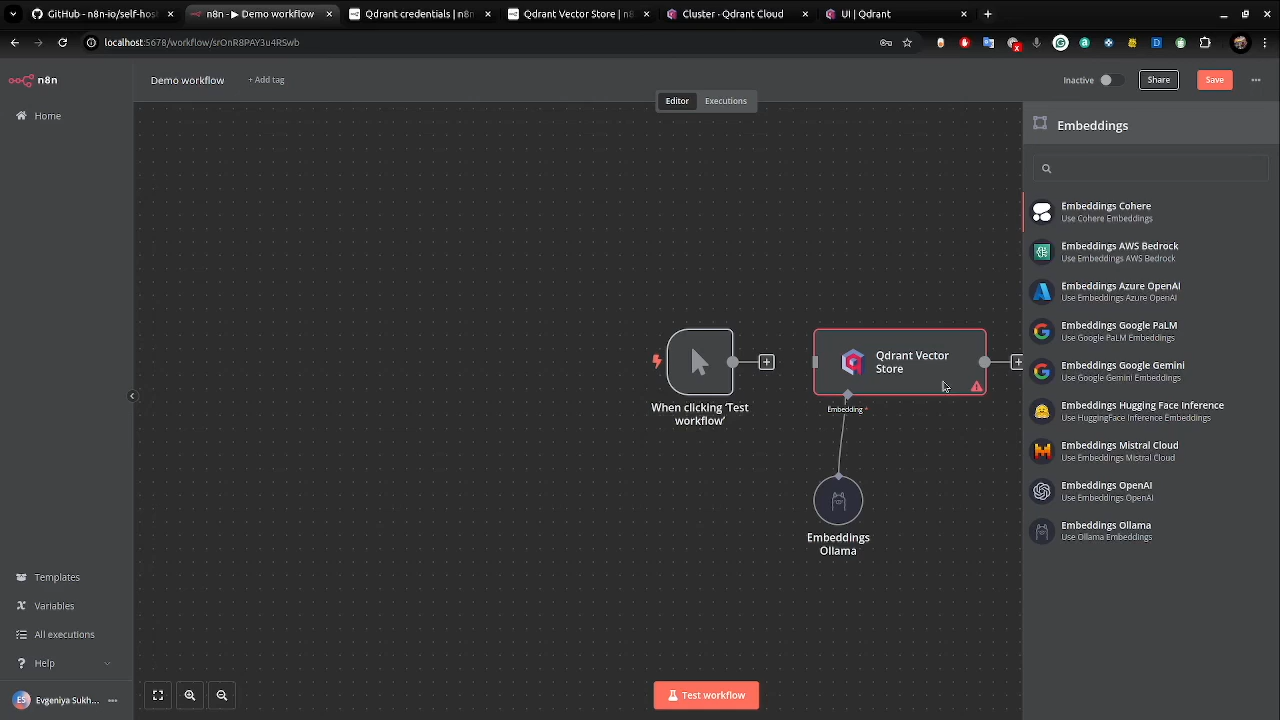 GitHub - n8n-io/self-hos
n8n - ▶ Demo workflow
Qdrant credentials | n8n
Qdrant Vector Store | n8n
Cluster · Qdrant Cloud
UI | Qdrant
localhost:5678/workflow/srOnR8PAY3u4RSwb
n8n
Demo workflow
+ Add tag
Inactive
Share
Save
Editor
Executions
Home
Embeddings
Embeddings Cohere
Use Cohere Embeddings
Embeddings AWS Bedrock
Use Embeddings AWS Bedrock
Embeddings Azure OpenAI
Use Embeddings Azure OpenAI
Embeddings Google PaLM
Use Google PaLM Embeddings
Embeddings Google Gemini
Use Google Gemini Embeddings
Embeddings Hugging Face Inference
Use HuggingFace Inference Embeddings
Embeddings Mistral Cloud
Use Embeddings Mistral Cloud
Embeddings OpenAI
Use Embeddings OpenAI
Embeddings Ollama
Use Ollama Embeddings
When clicking ‘Test
workflow’
Qdrant Vector
Store
Embedding *
Embeddings
Ollama
Templates
Variables
All executions
Help
ES
Evgeniya Sukh...
Test workflow